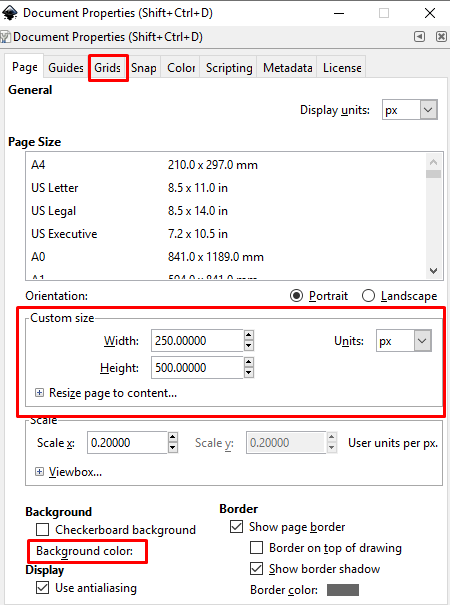 Document Properties (Shift+Ctrl+D)
Document Properties (Shift+Ctrl+D)
Page Guides Grids Snap Color Scripting Metadata License
General
Display units: px
Page Size
A4 210.0 x 297.0 mm
US Letter 8.5 x 11.0 in
US Legal 8.5 x 14.0 in
US Executive 7.2 x 10.5 in
A0 841.0 x 1189.0 mm
A1 594.0 x 841.0 mm
Orientation: Portrait Landscape
Custom size
Width: 250.00000 Units: px
Height: 500.00000
Resize page to content...
Scale
Scale x: 0.20000 Scale y: 0.20000 User units per px.
Viewbox...
Background Border
Checkerboard background Show page border
Background color: Border on top of drawing
Display Show border shadow
Use antialiasing Border color: